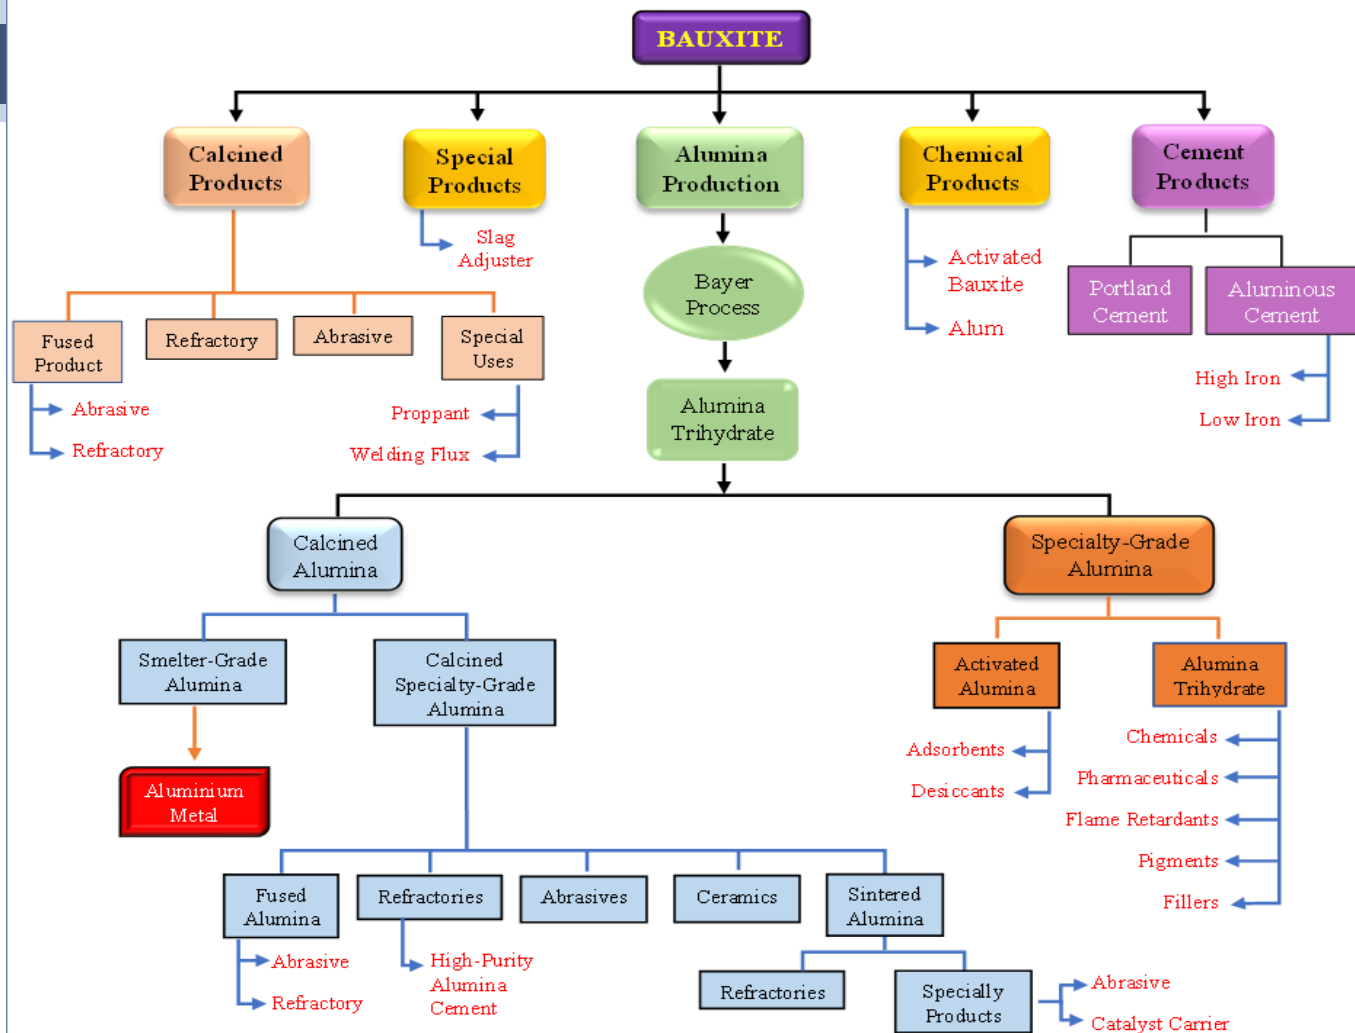 BAUXITE
Calcined
Products
Special
Products
Alumina
Production
Chemical
Products
Cement
Products
Slag
Adjuster
Bayer
Process
Activated
Bauxite
Alum
Portland
Cement
Aluminous
Cement
High Iron
Low Iron
Fused
Product
Refractory
Abrasive
Special
Uses
Abrasive
Refractory
Proppant
Welding Flux
Alumina
Trihydrate
Calcined
Alumina
Specialty-Grade
Alumina
Smelter-Grade
Alumina
Calcined
Specialty-Grade
Alumina
Activated
Alumina
Alumina
Trihydrate
Aluminium
Metal
Adsorbents
Desiccants
Chemicals
Pharmaceuticals
Flame Retardants
Pigments
Fillers
Fused
Alumina
Refractories
Abrasives
Ceramics
Sintered
Alumina
Abrasive
Refractory
High-Purity
Alumina
Cement
Refractories
Specially
Products
Abrasive
Catalyst Carrier